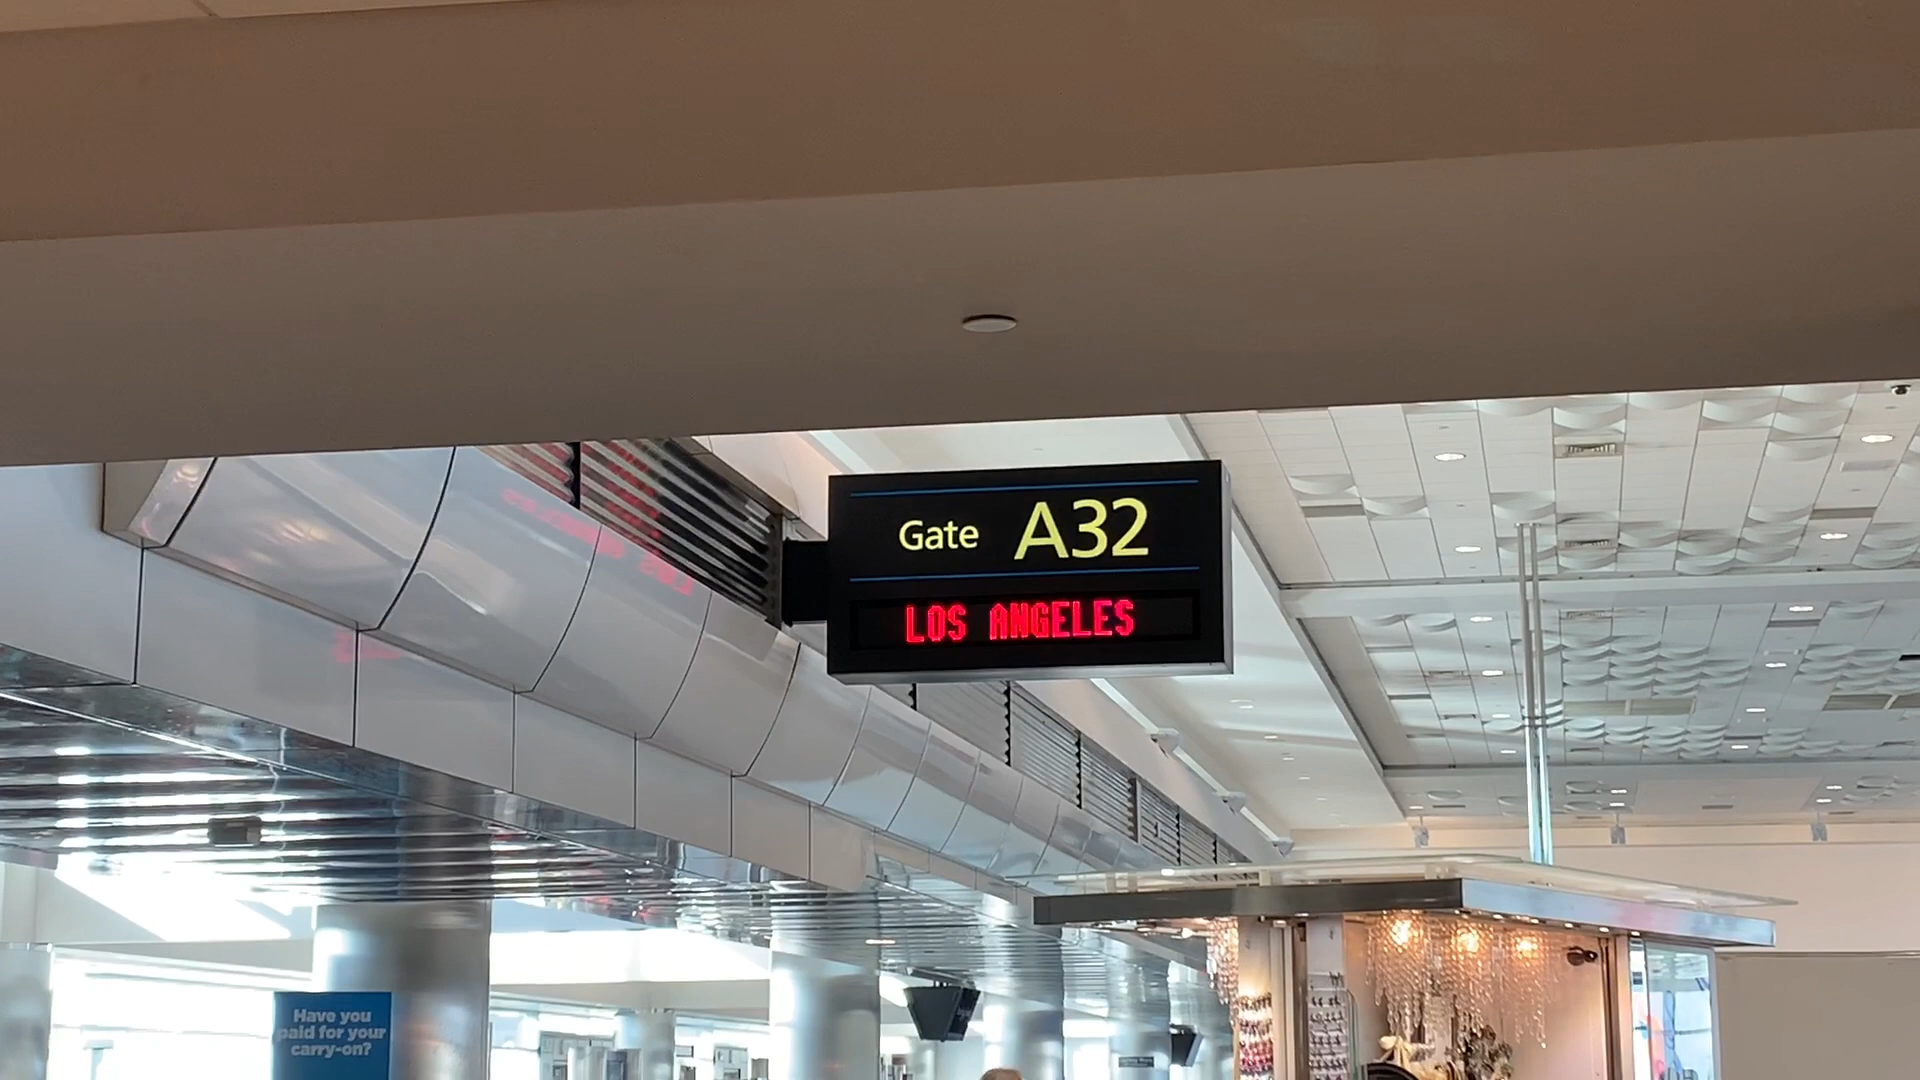 Gate A32
LOS ANGELES
Have you
paid for your
carry-on?